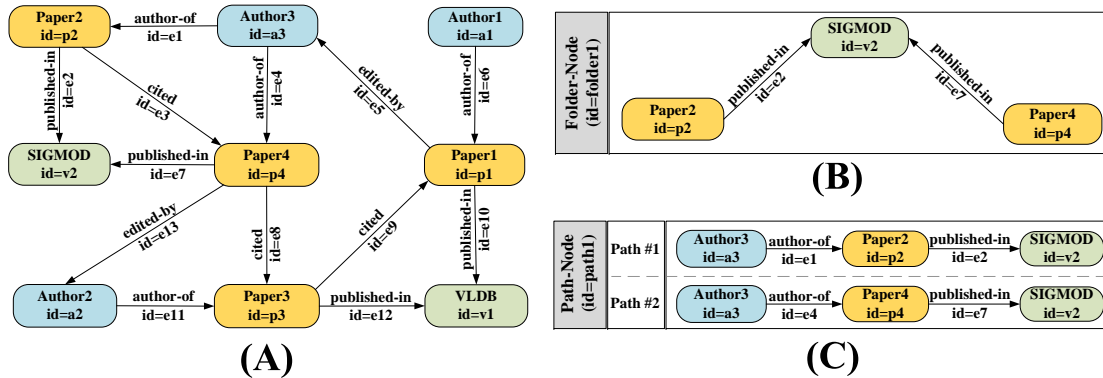 Paper2
id=p2
author-of
id=e1
Author3
id=a3
Author1
id=a1
published-in
id=e2
cited
id=e3
author-of
id=e4
edited-by
id=e5
author-of
id=e6
SIGMOD
id=v2
published-in
id=e7
Paper4
id=p4
Paper1
id=p1
edited-by
id=e13
cited
id=e8
cited
id=e9
published-in
id=e10
Author2
id=a2
author-of
id=e11
Paper3
id=p3
published-in
id=e12
VLDB
id=v1
(A)
Folder-Node
(id=folder1)
SIGMOD
id=v2
published-in
id=e2
published-in
id=e7
Paper2
id=p2
Paper4
id=p4
(B)
Path-Node
(id=path1)
Path #1
Author3
id=a3
author-of
id=e1
Paper2
id=p2
published-in
id=e2
SIGMOD
id=v2
Path #2
Author3
id=a3
author-of
id=e4
Paper4
id=p4
published-in
id=e7
SIGMOD
id=v2
(C)